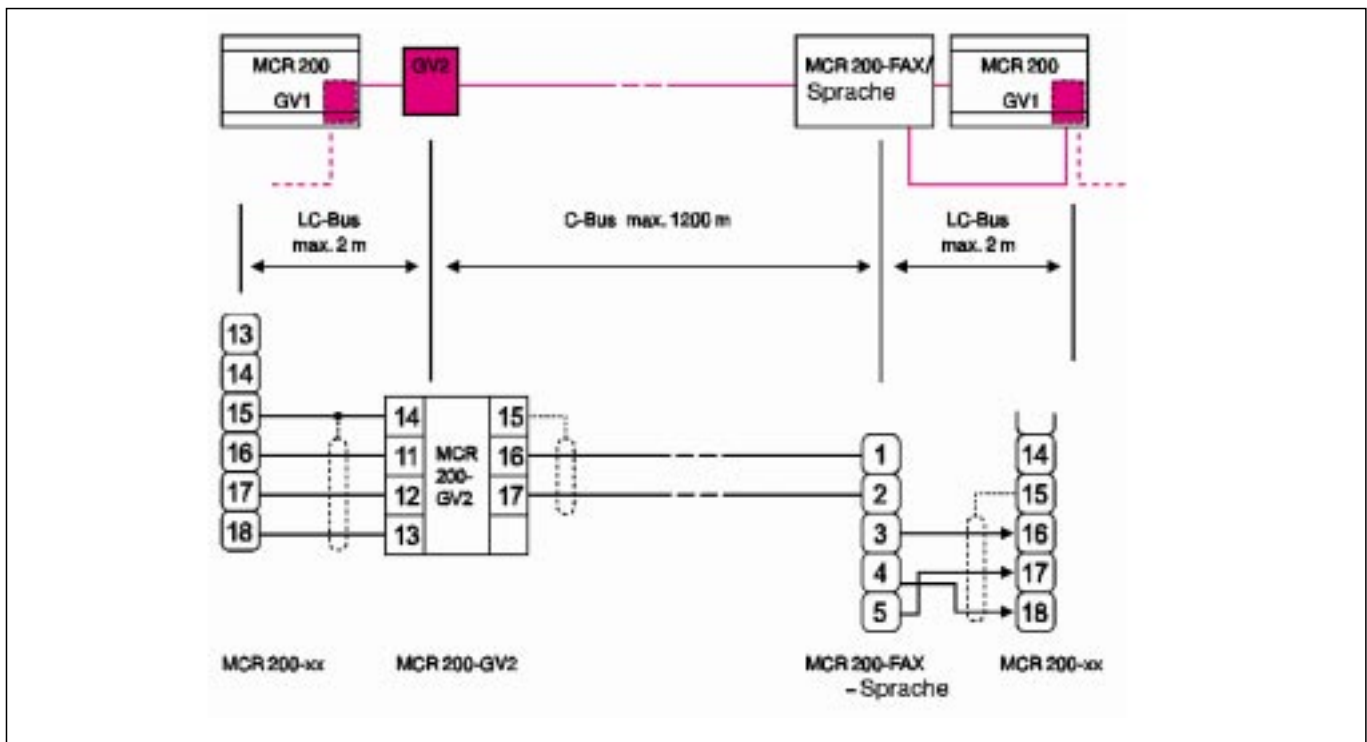 MCR 200
GV1
GV2
MCR 200-FAX/
Sprache
MCR 200
GV1
LC-Bus
max. 2 m
C-Bus max. 1200 m
LC-Bus
max. 2 m
13
14
15
16
17
18
14
11
12
13
MCR
200-
GV2
15
16
17
1
2
3
4
5
14
15
16
17
18
MCR 200-xx
MCR 200-GV2
MCR 200-FAX
- Sprache
MCR 200-xx